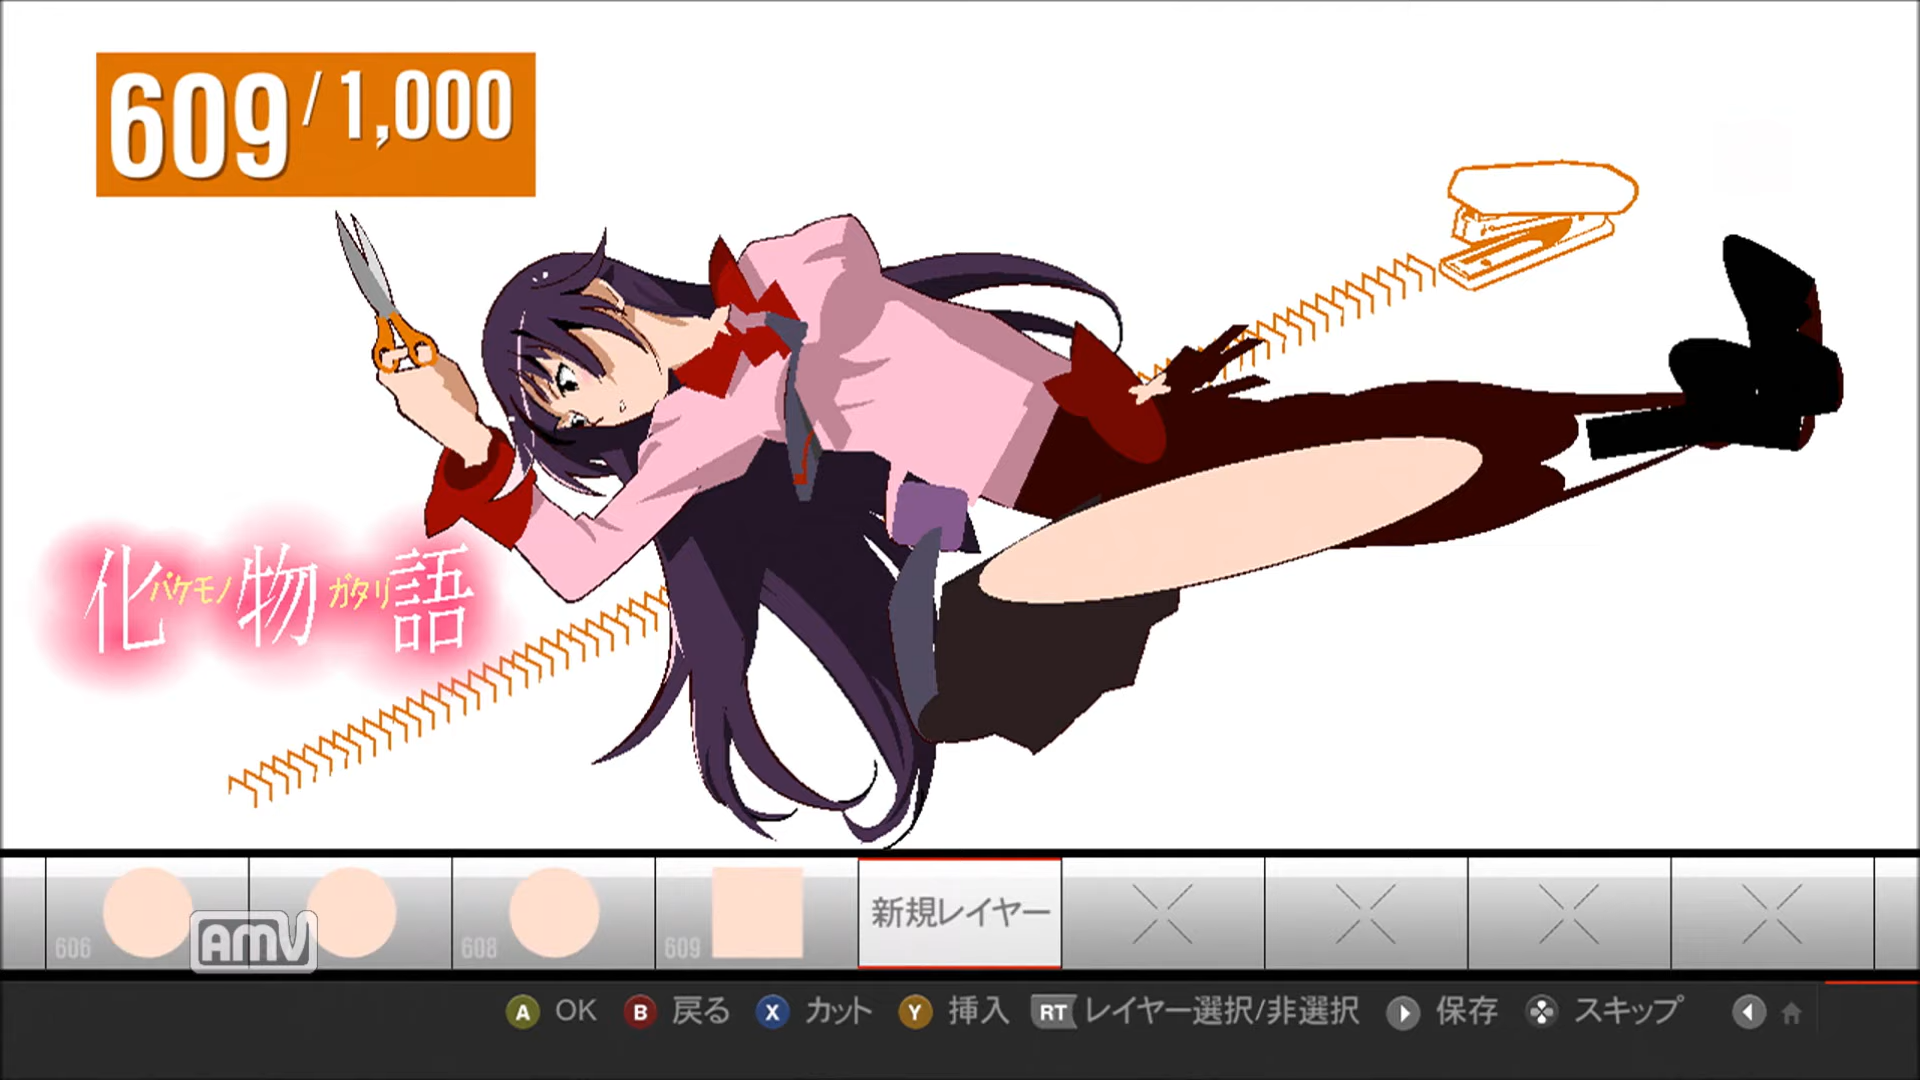 609/1,000
化物語
バケモノ ガタリ
606
608
609
新規レイヤー
AMV
A OK B 戻る X カット Y 挿入 RT レイヤー選択/非選択 保存 スキップ